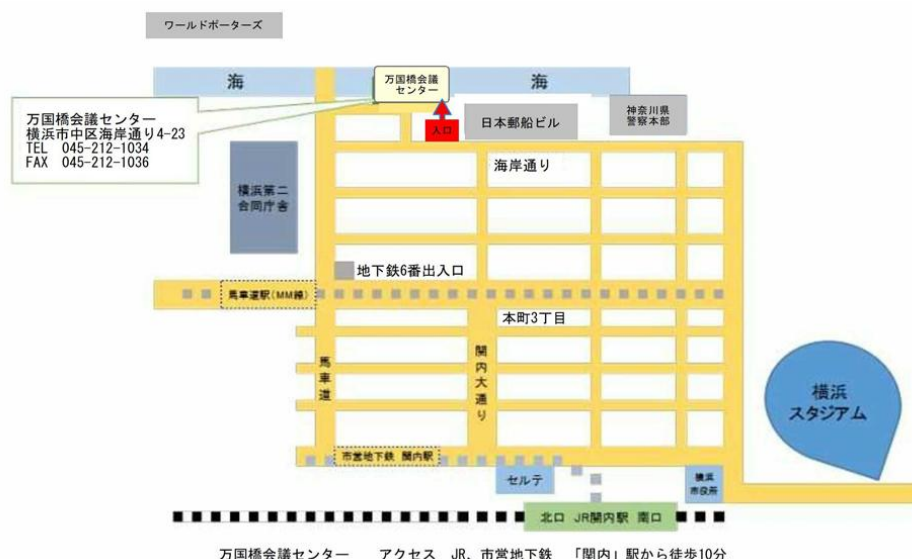 ワールドポーターズ
海
万国橋会議
センター
海
万国橋会議センター
横浜市中区海岸通り4-23
TEL 045-212-1034
FAX 045-212-1036
入口
日本郵船ビル
神奈川県
警察本部
海岸通り
横浜第二
合同庁舎
地下鉄6番出入口
馬車道駅(MM線)
本町3丁目
馬車道
関内大通り
横浜
スタジアム
市営地下鉄 関内駅
セルテ
横浜
市役所
北口 JR関内駅 南口
万国橋会議センター アクセス JR、市営地下鉄 「関内」駅から徒歩10分